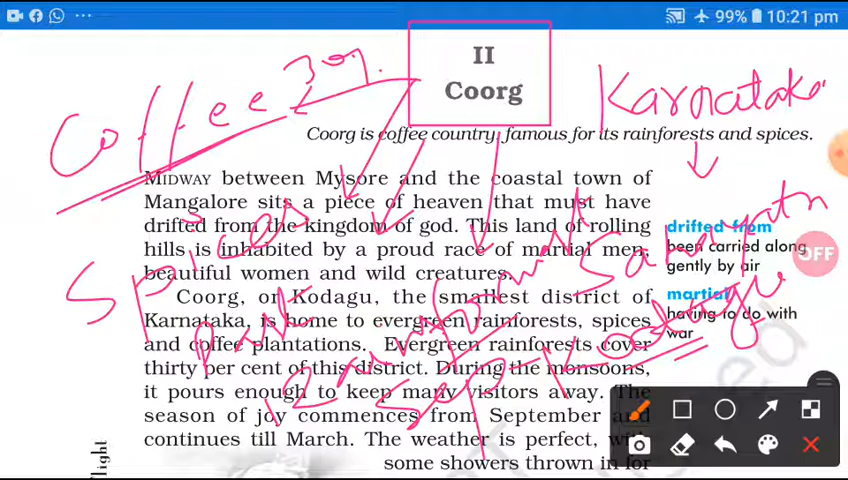 99% 10:21 pm
II
Coorg
Coffee 30%.
Karnataka
Coorg is coffee country, famous for its rainforests and spices.
MIDWAY between Mysore and the coastal town of
Mangalore sits a piece of heaven that must have
drifted from the kingdom of god. This land of rolling
hills is inhabited by a proud race of martial men,
beautiful women and wild creatures.
Coorg, or Kodagu, the smallest district of
Karnataka, is home to evergreen rainforests, spices
and coffee plantations. Evergreen rainforests cover
thirty per cent of this district. During the monsoons,
it pours enough to keep many visitors away. The
season of joy commences from September and
continues till March. The weather is perfect, with
some showers thrown in for
drifted from
been carried along
gently by air
martial
having to do with
war
OFF
Spices
Rainforest
Sep-
Koodagu
flight